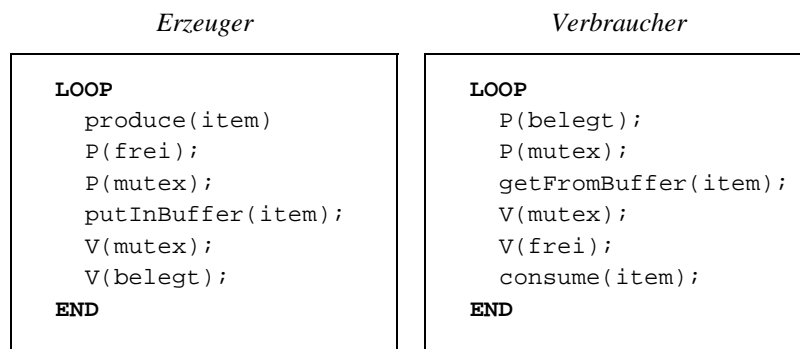 Erzeuger
LOOP
produce(item)
P(frei);
P(mutex);
putInBuffer(item);
V(mutex);
V(belegt);
END
Verbraucher
LOOP
P(belegt);
P(mutex);
getFromBuffer(item);
V(mutex);
V(frei);
consume(item);
END